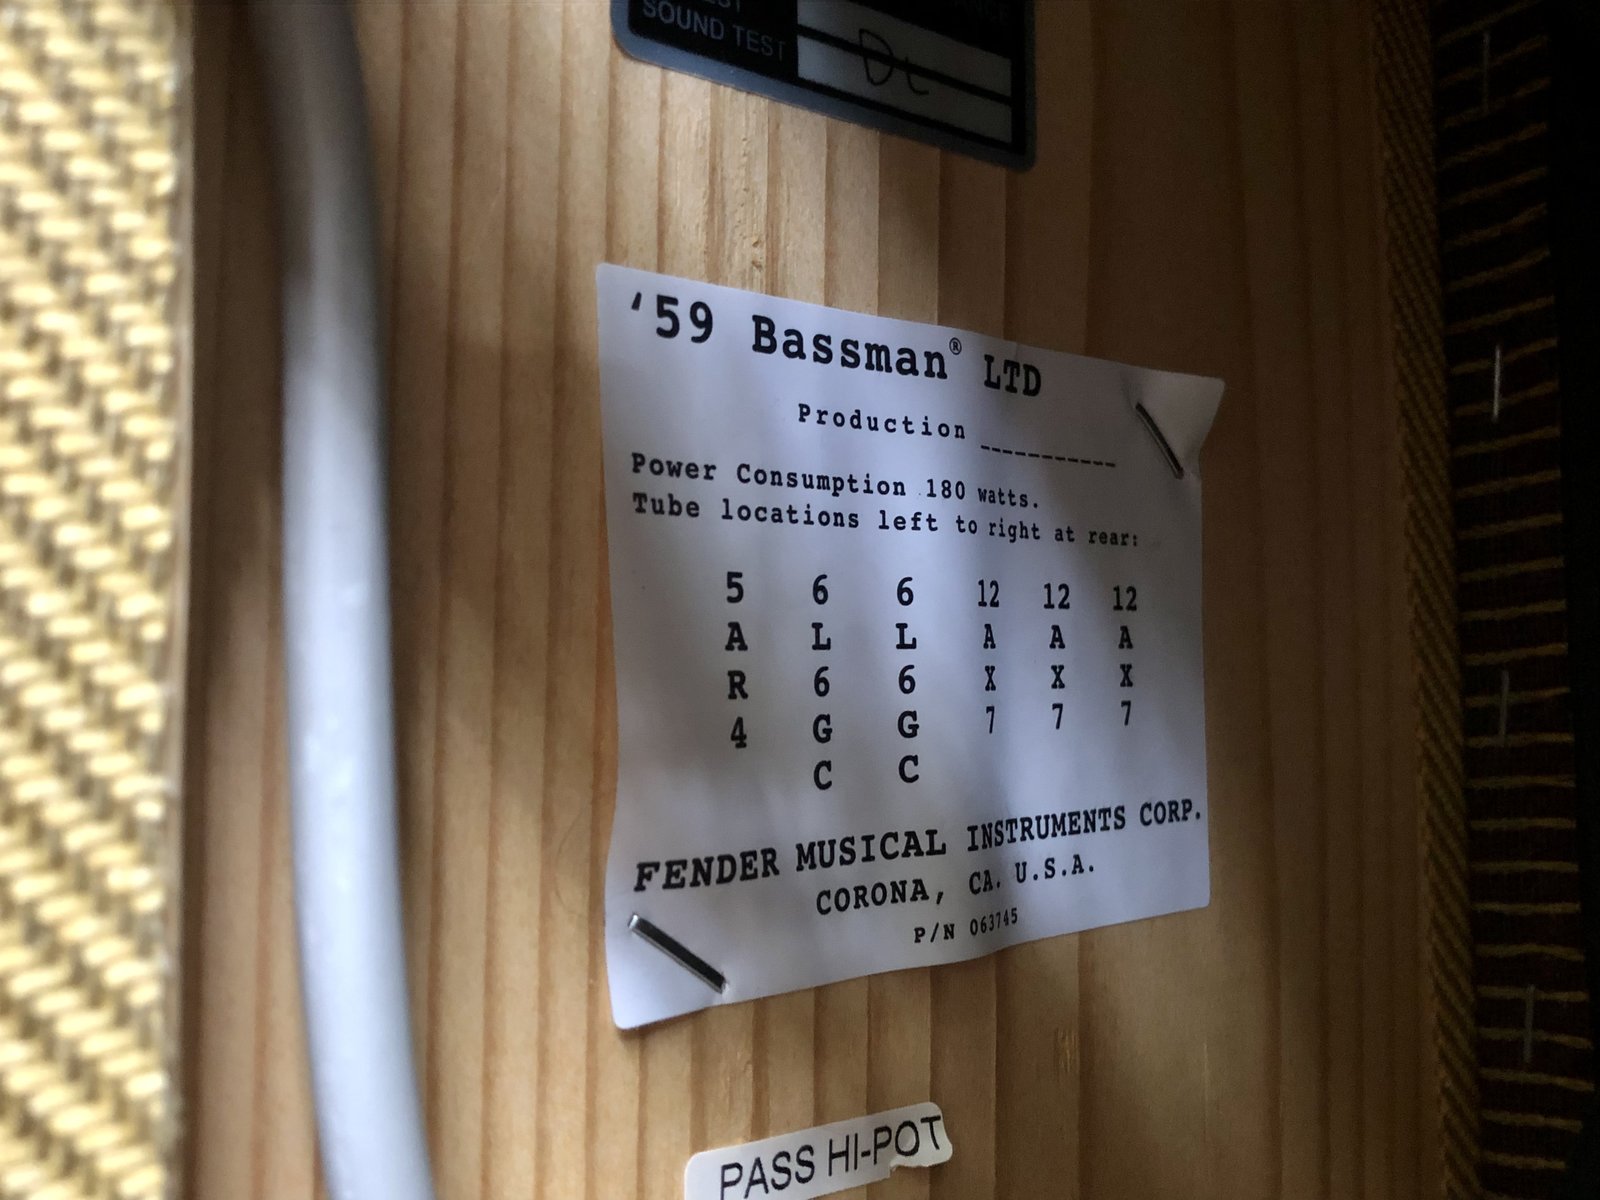 SOUND TEST DL
'59 Bassman® LTD
Production ___________
Power Consumption 180 watts.
Tube locations left to right at rear:
5 6 6 12 12 12
A L L A A A
R 6 6 X X X
4 G G 7 7 7
C C
FENDER MUSICAL INSTRUMENTS CORP.
CORONA, CA. U.S.A.
P/N 063745
PASS HI-POT